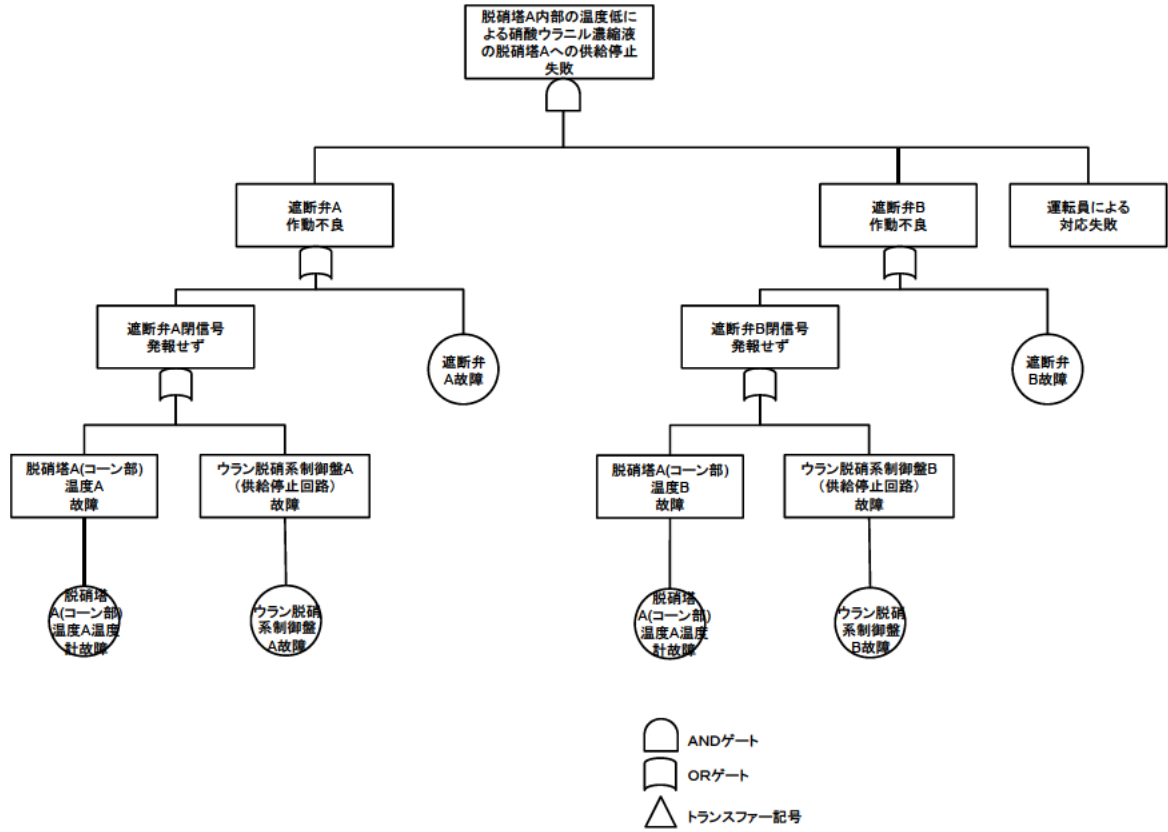 脱硝塔A内部の温度低に
よる硝酸ウラニル濃縮液
の脱硝塔Aへの供給停止
失敗
遮断弁A
作動不良
遮断弁B
作動不良
運転員による
対応失敗
遮断弁A閉信号
発報せず
遮断弁
A故障
遮断弁B閉信号
発報せず
遮断弁
B故障
脱硝塔A(コーン部)
温度A
故障
ウラン脱硝系制御盤A
（供給停止回路）
故障
脱硝塔A(コーン部)
温度B
故障
ウラン脱硝系制御盤B
（供給停止回路）
故障
脱硝塔
A(コーン部)
温度A温度
計故障
ウラン脱硝
系制御盤
A故障
脱硝塔
A(コーン部)
温度A温度
計故障
ウラン脱硝
系制御盤
B故障
ANDゲート
ORゲート
トランスファー記号